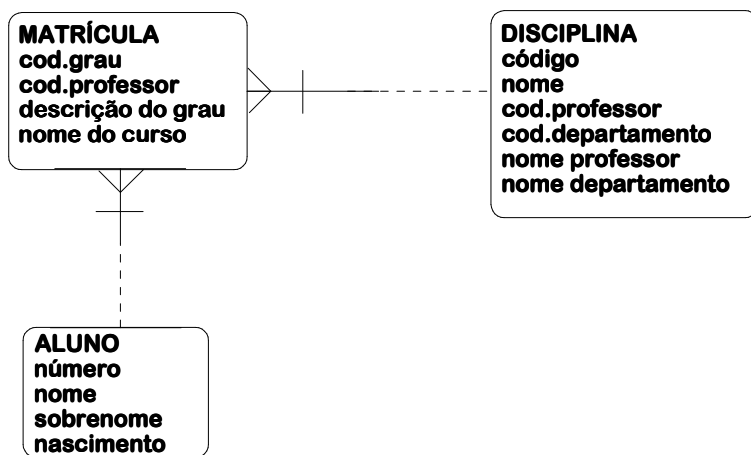 MATRÍCULA
cod.grau
cod.professor
descrição do grau
nome do curso
DISCIPLINA
código
nome
cod.professor
cod.departamento
nome professor
nome departamento
ALUNO
número
nome
sobrenome
nascimento